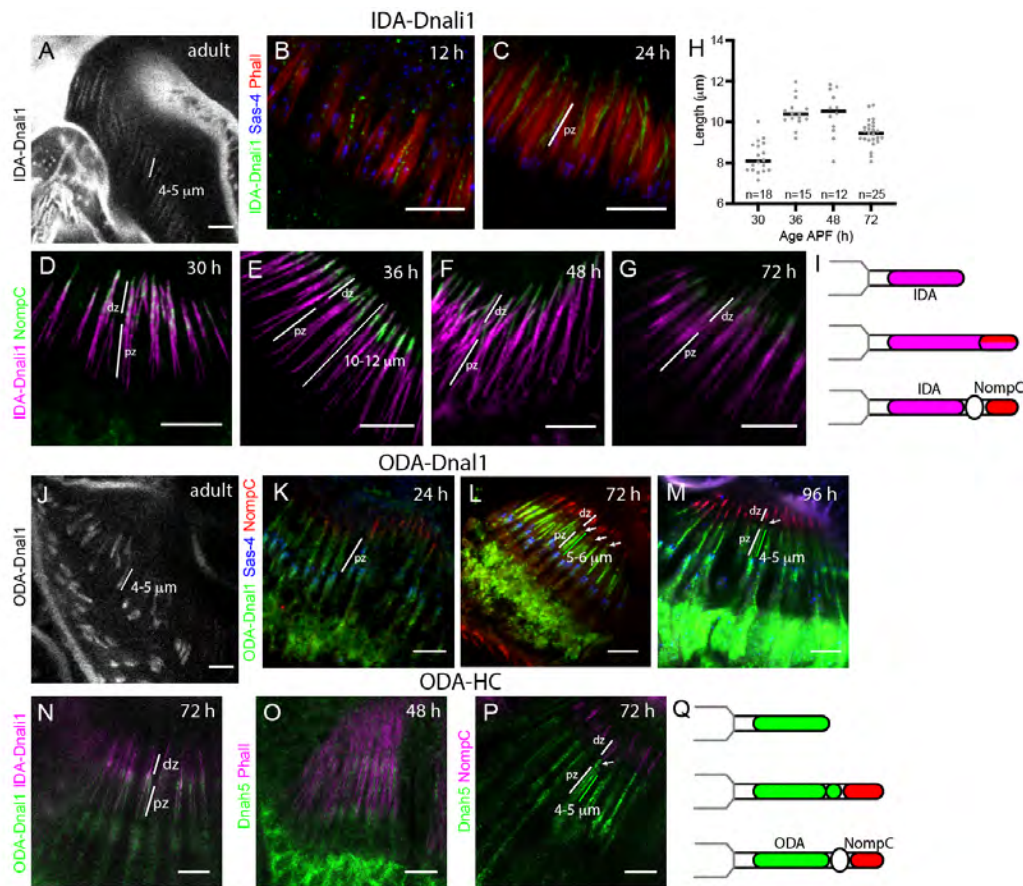 IDA-Dnali1
A adult
B 12 h
C 24 h
H
IDA-Dnali1
4-5 μm
IDA-Dnali1 Sas-4 Phall
pz
Length (μm)
12
10
8
6
n=18 n=15 n=12 n=25
30 36 48 72
Age APF (h)
D 30 h
E 36 h
F 48 h
G 72 h
I
IDA-Dnali1 NompC
dz
pz
dz
pz
10-12 μm
dz
pz
dz
pz
IDA
IDA NompC
ODA-Dnal1
J adult
K 24 h
L 72 h
M 96 h
ODA-Dnal1
4-5 μm
ODA-Dnal1 Sas-4 NompC
pz
dz
pz
5-6 μm
dz
pz
4-5 μm
ODA-HC
N 72 h
O 48 h
P 72 h
Q
ODA-Dnal1 IDA-Dnali1
dz
pz
Dnah5 Phall
Dnah5 NompC
dz
pz
4-5 μm
ODA NompC